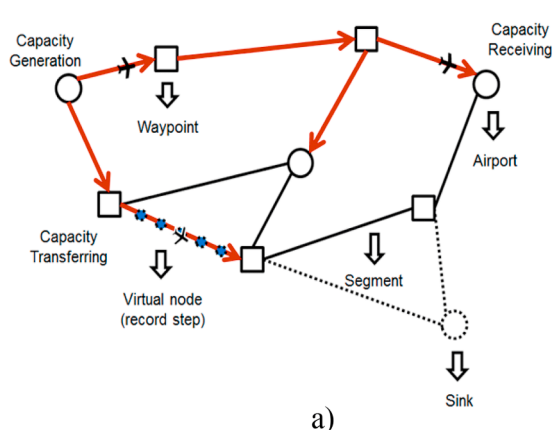 Capacity
Generation
Capacity
Receiving
Waypoint
Airport
Capacity
Transferring
Segment
Virtual node
(record step)
Sink
a)